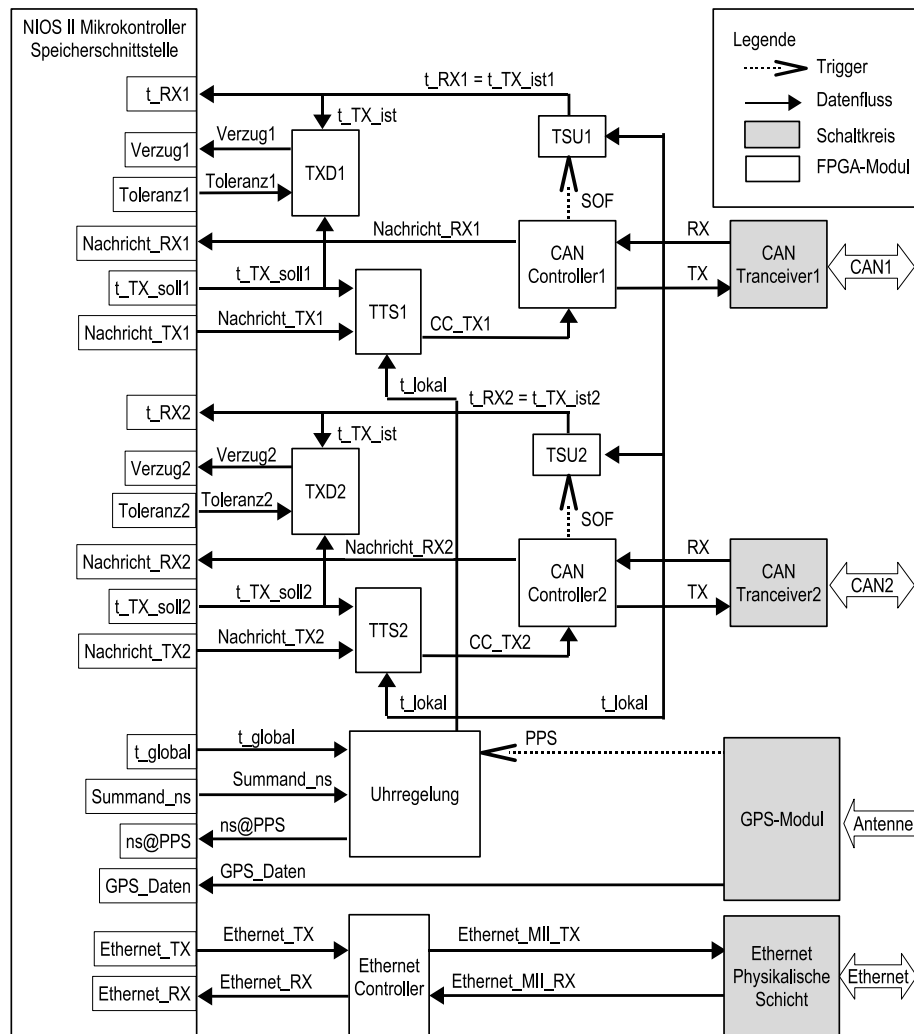 NIOS II Mikrokontroller
Speicherschnittstelle
Legende
Trigger
Datenfluss
Schaltkreis
FPGA-Modul
t_RX1
t_RX1 = t_TX_ist1
t_TX_ist
Verzug1
Verzug1
TXD1
TSU1
Toleranz1
Toleranz1
SOF
Nachricht_RX1
Nachricht_RX1
CAN
Controller1
RX
TX
CAN
Tranceiver1
CAN1
t_TX_soll1
t_TX_soll1
TTS1
Nachricht_TX1
Nachricht_TX1
CC_TX1
t_lokal
t_RX2
t_RX2 = t_TX_ist2
t_TX_ist
Verzug2
Verzug2
TXD2
TSU2
Toleranz2
Toleranz2
SOF
Nachricht_RX2
Nachricht_RX2
CAN
Controller2
RX
TX
CAN
Tranceiver2
CAN2
t_TX_soll2
t_TX_soll2
TTS2
Nachricht_TX2
Nachricht_TX2
CC_TX2
t_lokal
t_lokal
t_global
t_global
PPS
Summand_ns
Summand_ns
Uhrregelung
GPS-Modul
Antenne
ns@PPS
ns@PPS
GPS_Daten
GPS_Daten
Ethernet_TX
Ethernet_TX
Ethernet
Controller
Ethernet_MII_TX
Ethernet
Physikalische
Schicht
Ethernet
Ethernet_RX
Ethernet_RX
Ethernet_MII_RX